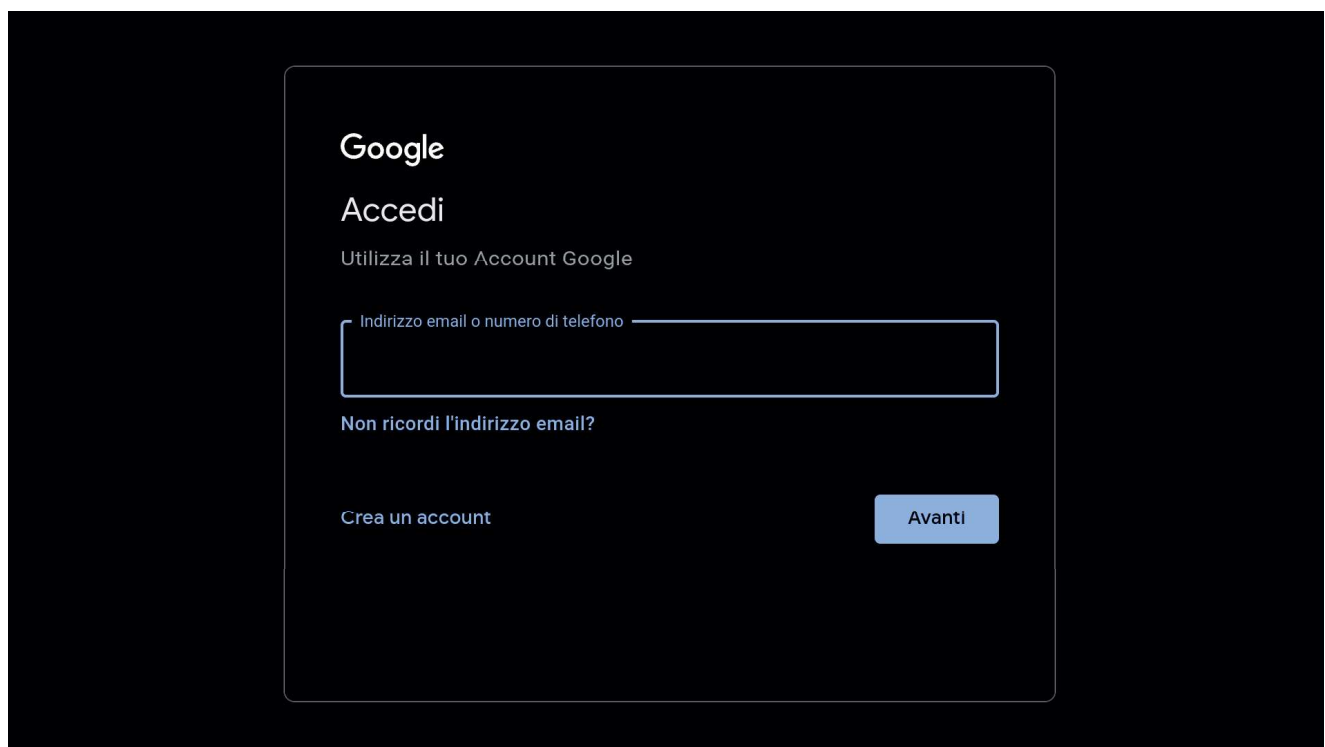 Google
Accedi
Utilizza il tuo Account Google
Indirizzo email o numero di telefono
Non ricordi l'indirizzo email?
Crea un account
Avanti